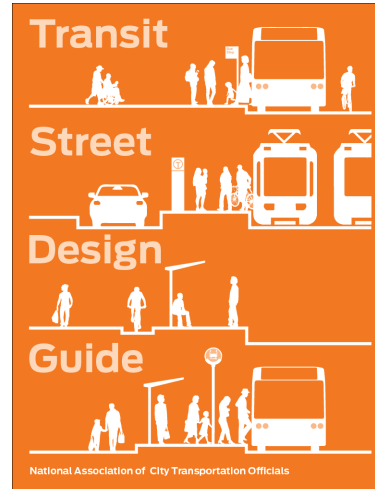 Transit
Street
Design
Guide
National Association of City Transportation Officials